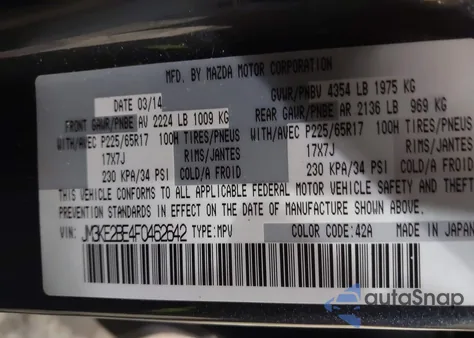 MFD. BY MAZDA MOTOR CORPORATION
DATE 03/14
GVWR/PNBV 4354 LB 1975 KG
FRONT GAWR/PNBE AV 2224 LB 1009 KG
REAR GAWR/PNBE AR 2136 LB 969 KG
WITH/AVEC P225/65R17 100H TIRES/PNEUS
WITH/AVEC P225/65R17 100H TIRES/PNEUS
17X7J RIMS/JANTES
17X7J RIMS/JANTES
230 KPA/34 PSI COLD/A FROID
230 KPA/34 PSI COLD/A FROID
THIS VEHICLE CONFORMS TO ALL APPLICABLE FEDERAL MOTOR VEHICLE SAFETY AND THEFT
PREVENTION STANDARDS IN EFFECT ON THE DATE OF MANUFACTURE SHOWN ABOVE.
VIN: JM3KE2BE4F0462642 TYPE: MPV COLOR CODE: 42A MADE IN JAPAN
autoSnap